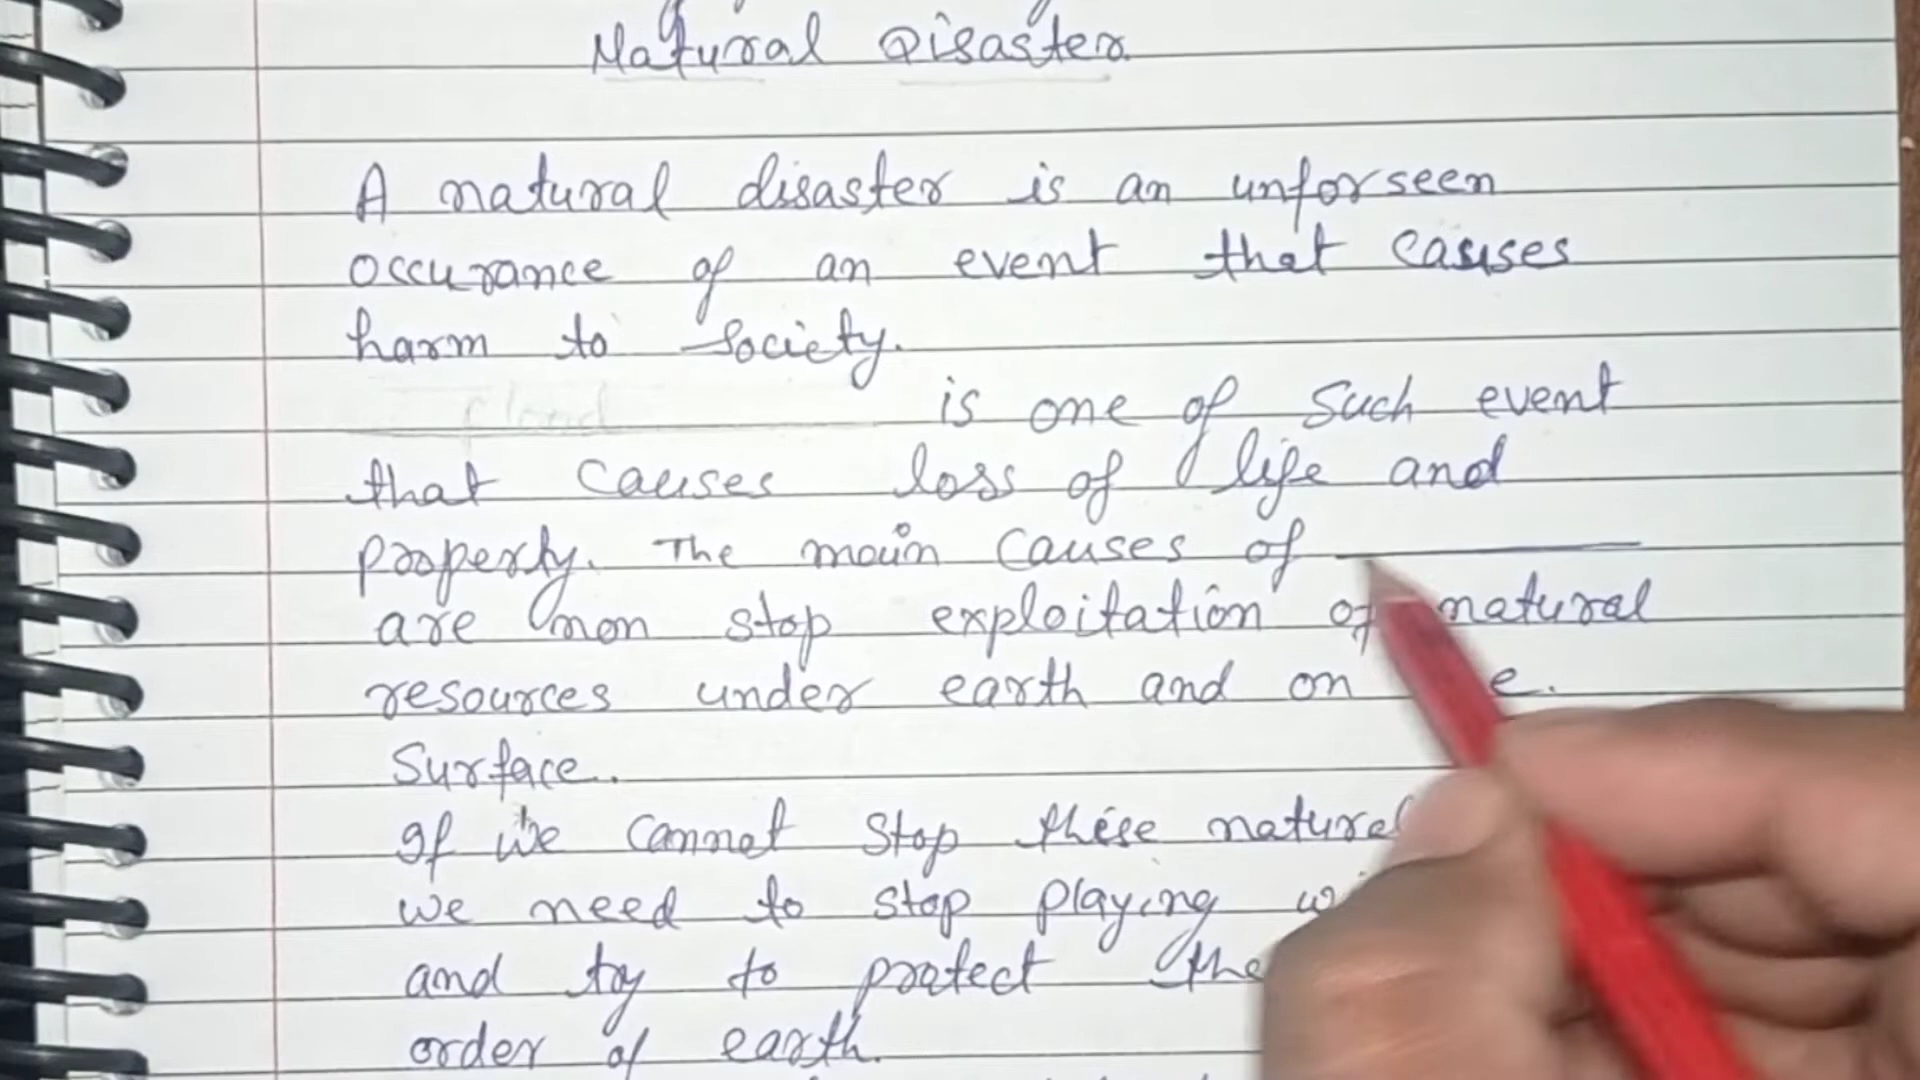 Natural Disaster
A natural disaster is an unforseen
occurance of an event that causes
harm to society.
is one of such event
that causes loss of life and
property. The main causes of
are non stop exploitation of natural
resources under earth and on
Surface.
If we cannot stop these natural
we need to stop playing
and try to protect the
order of earth.